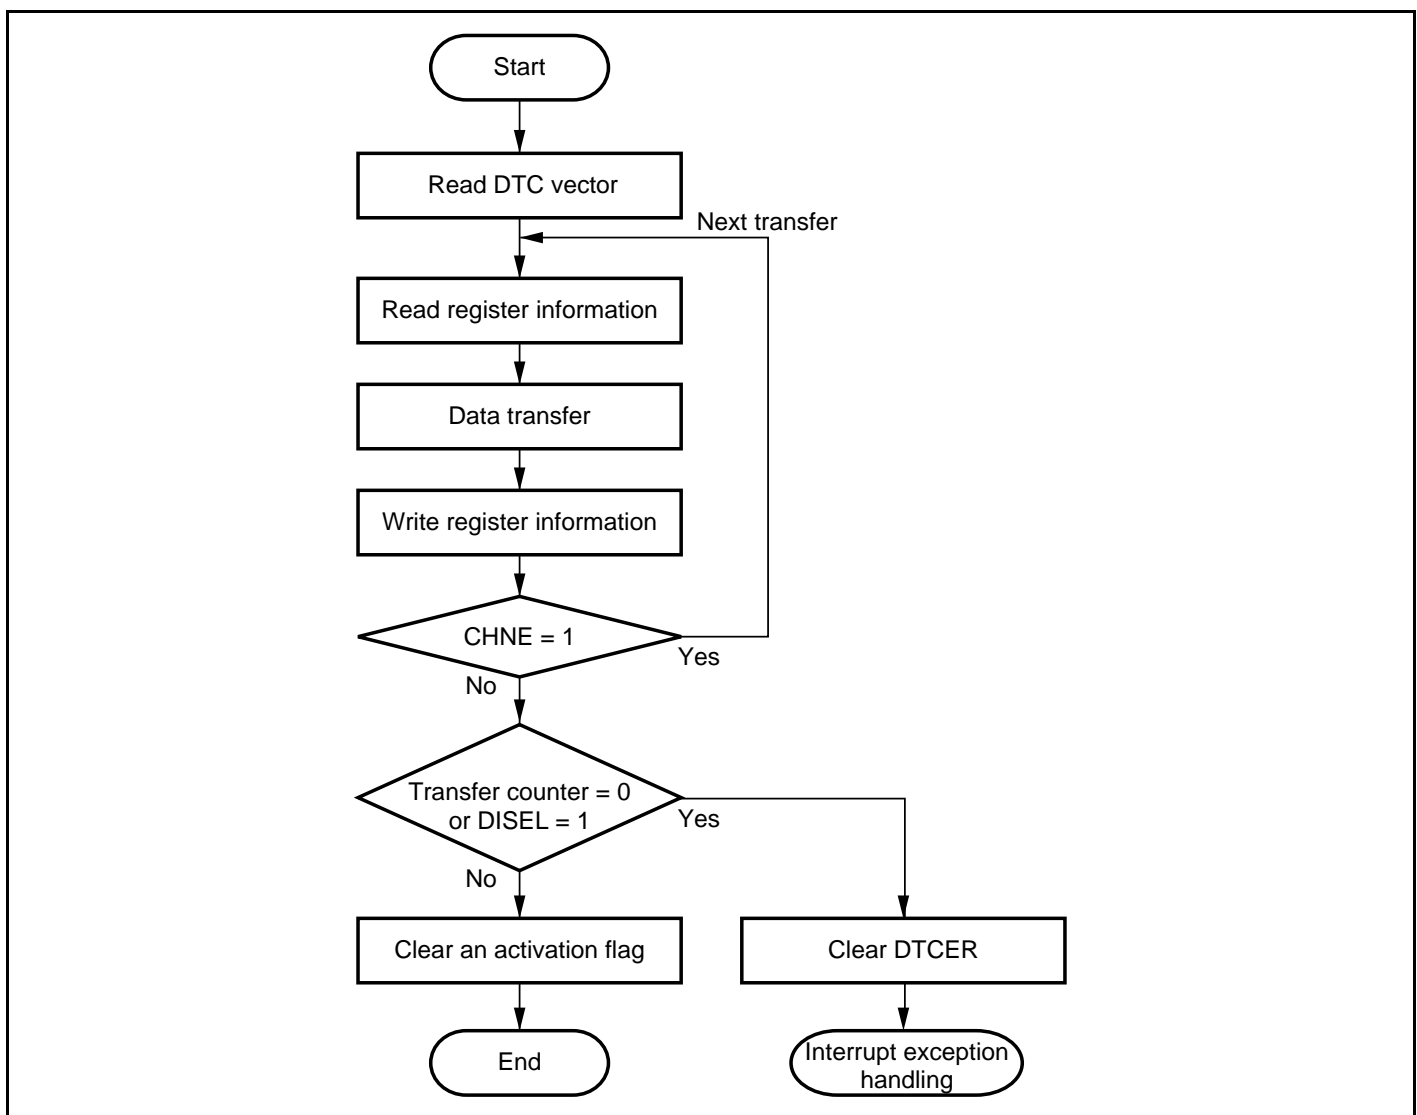 Start
Read DTC vector
Next transfer
Read register information
Data transfer
Write register information
CHNE = 1
Yes
No
Transfer counter = 0
or DISEL = 1
Yes
No
Clear an activation flag
Clear DTCER
End
Interrupt exception
handling